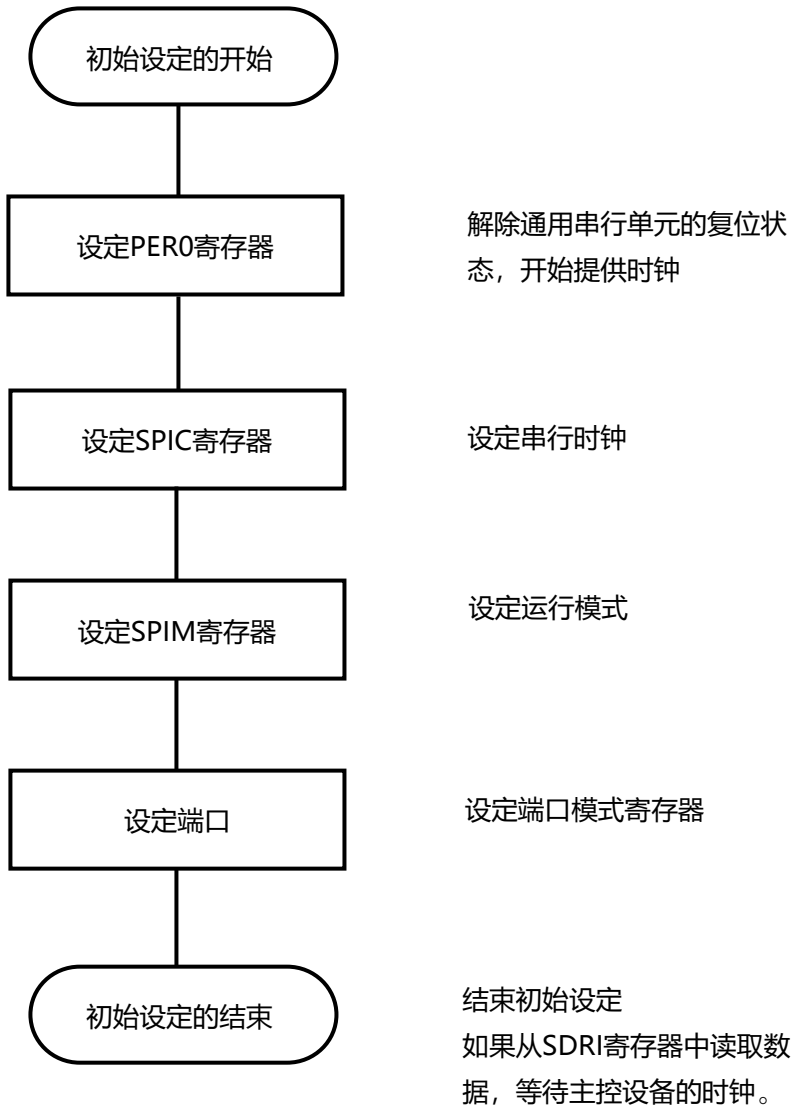 初始设定的开始
设定PER0寄存器
解除通用串行单元的复位状
态，开始提供时钟
设定SPIC寄存器
设定串行时钟
设定SPIM寄存器
设定运行模式
设定端口
设定端口模式寄存器
初始设定的结束
结束初始设定
如果从SDRI寄存器中读取数
据，等待主控设备的时钟。